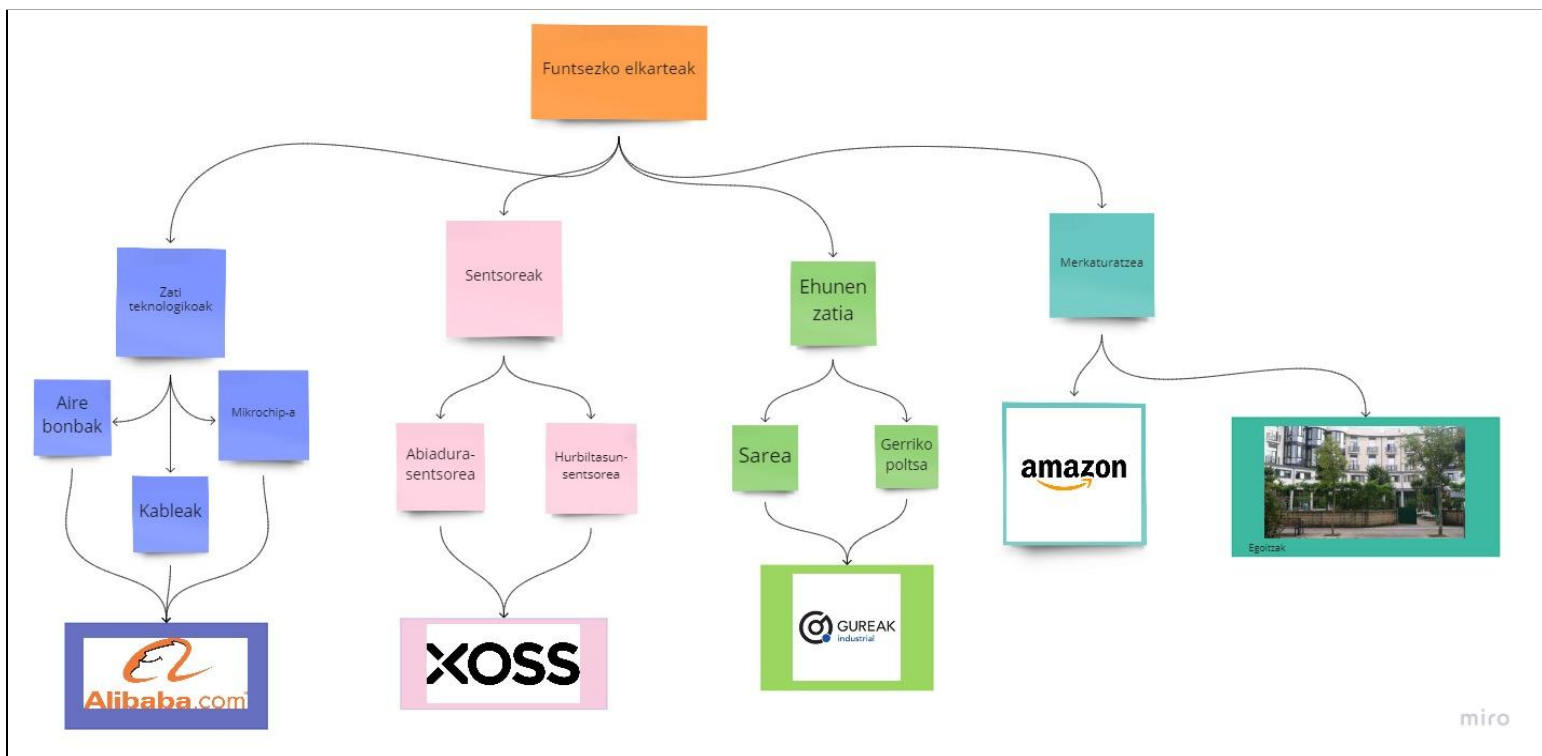 Funtsezko elkarteak
Zati
teknologikoak
Sentsoreak
Ehunen
zatia
Merkaturatzea
Aire
bonbak
Mikrochip-a
Kableak
Abiadura-
sentsorea
Hurbiltasun-
sentsorea
Sarea
Gerriko
poltsa
amazon
Egoitzak
Alibaba.com
XOSS
GUREAK
industrial
miro